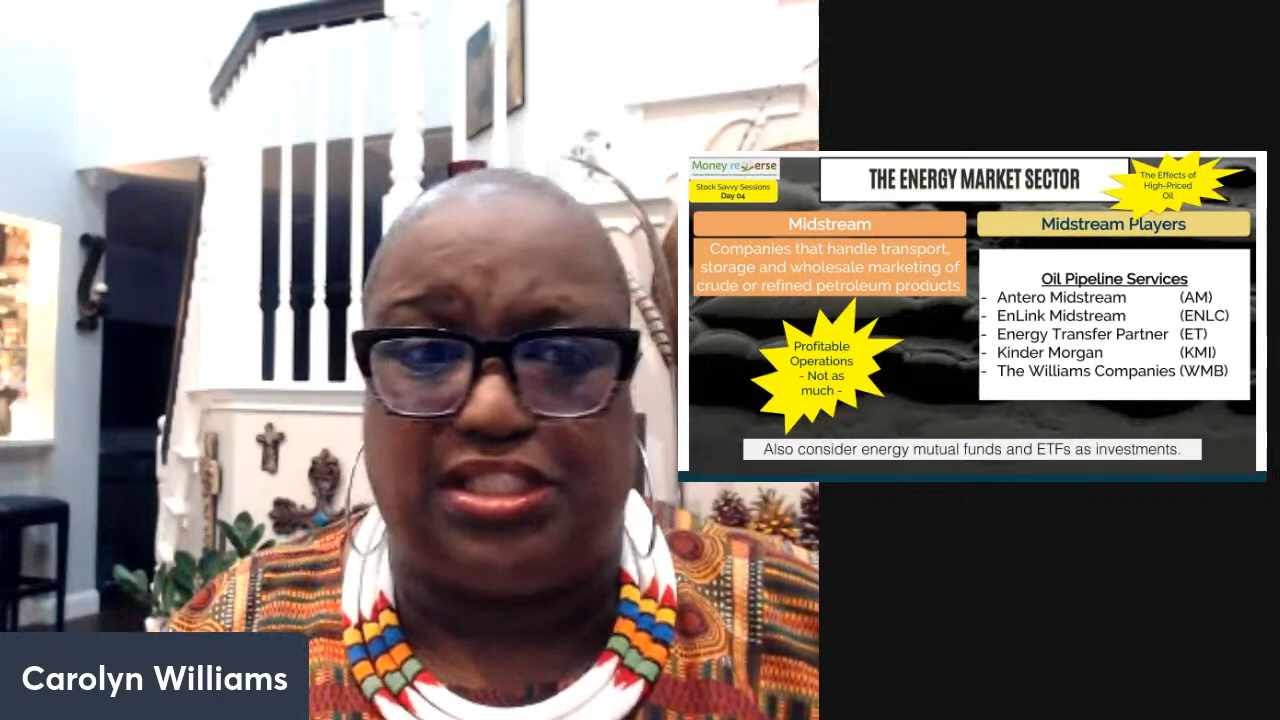 Money re erse
Stock Savvy Sessions
Day 04
THE ENERGY MARKET SECTOR
The Effects of
High-Priced
Oil
Midstream
Companies that handle transport,
storage and wholesale marketing of
crude or refined petroleum products.
Profitable
Operations
- Not as
much -
Midstream Players
Oil Pipeline Services
- Antero Midstream (AM)
- EnLink Midstream (ENLC)
- Energy Transfer Partner (ET)
- Kinder Morgan (KMI)
- The Williams Companies (WMB)
Also consider energy mutual funds and ETFs as investments.
Carolyn Williams